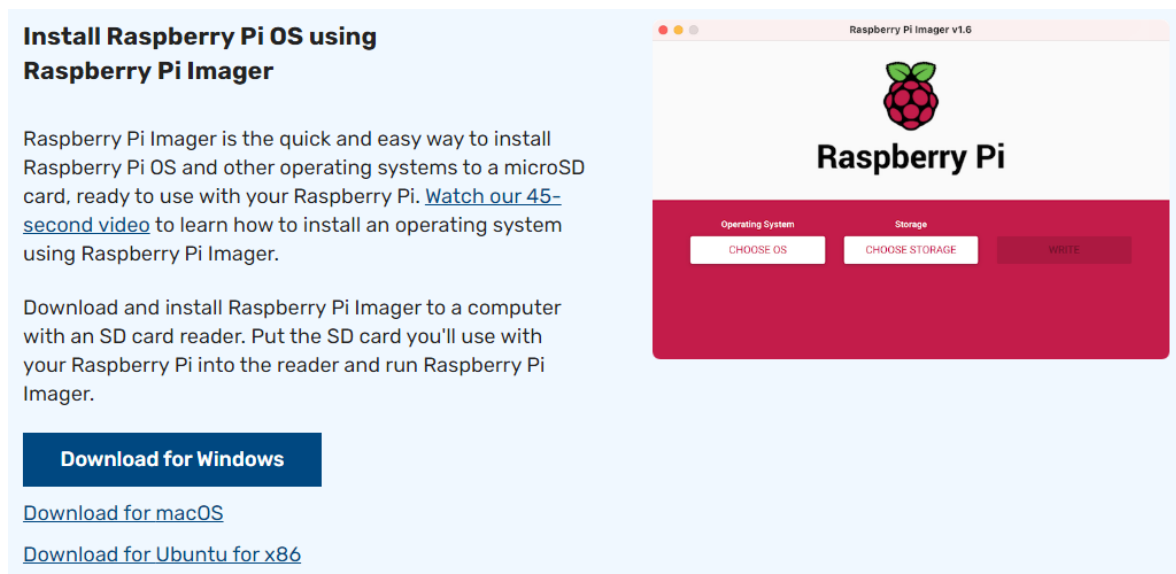 Install Raspberry Pi OS using
Raspberry Pi Imager
Raspberry Pi Imager is the quick and easy way to install
Raspberry Pi OS and other operating systems to a microSD
card, ready to use with your Raspberry Pi. Watch our 45-
second video to learn how to install an operating system
using Raspberry Pi Imager.
Download and install Raspberry Pi Imager to a computer
with an SD card reader. Put the SD card you'll use with
your Raspberry Pi into the reader and run Raspberry Pi
Imager.
Download for Windows
Download for macOS
Download for Ubuntu for x86
Raspberry Pi Imager v1.6
Raspberry Pi
Operating System
Storage
CHOOSE OS
CHOOSE STORAGE
WRITE